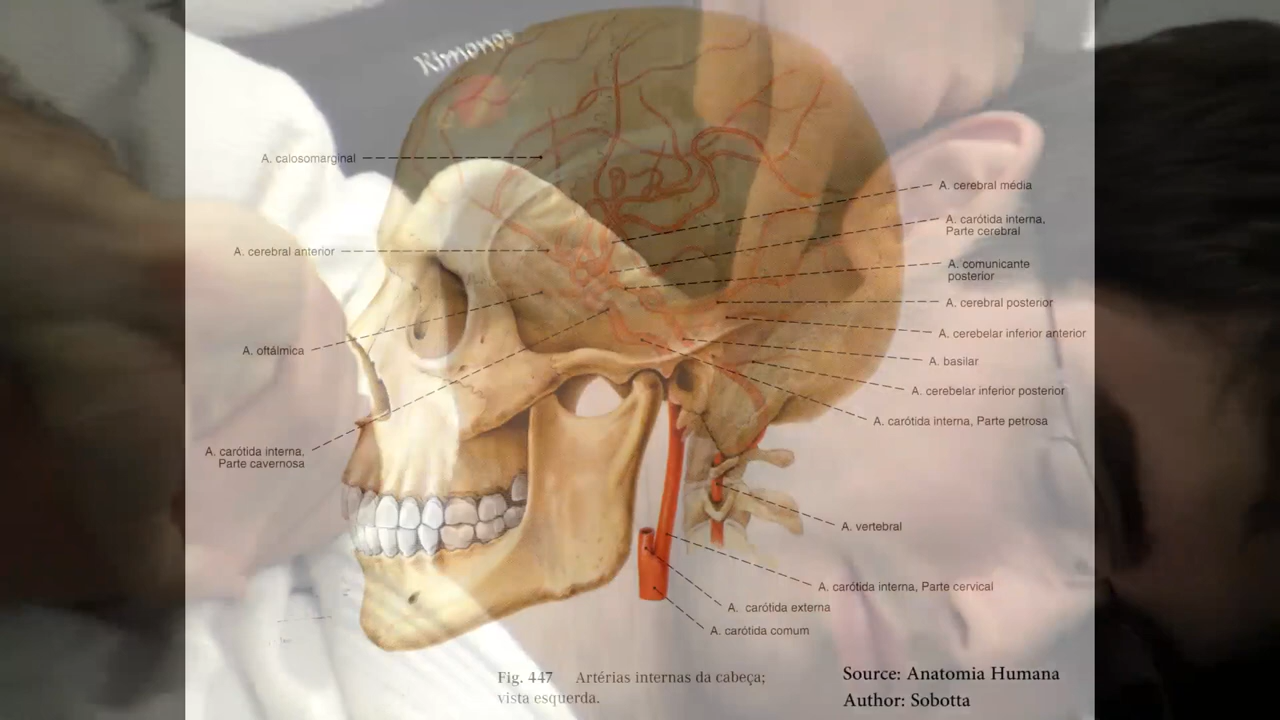 Kimonos
A. calosomarginal
A. cerebral média
A. carótida interna,
Parte cerebral
A. cerebral anterior
A. comunicante
posterior
A. cerebral posterior
A. cerebelar inferior anterior
A. oftálmica
A. basilar
A. cerebelar inferior posterior
A. carótida interna, Parte petrosa
A. carótida interna,
Parte cavernosa
A. vertebral
A. carótida interna, Parte cervical
A. carótida externa
A. carótida comum
Fig. 447 Artérias internas da cabeça;
vista esquerda.
Source: Anatomia Humana
Author: Sobotta